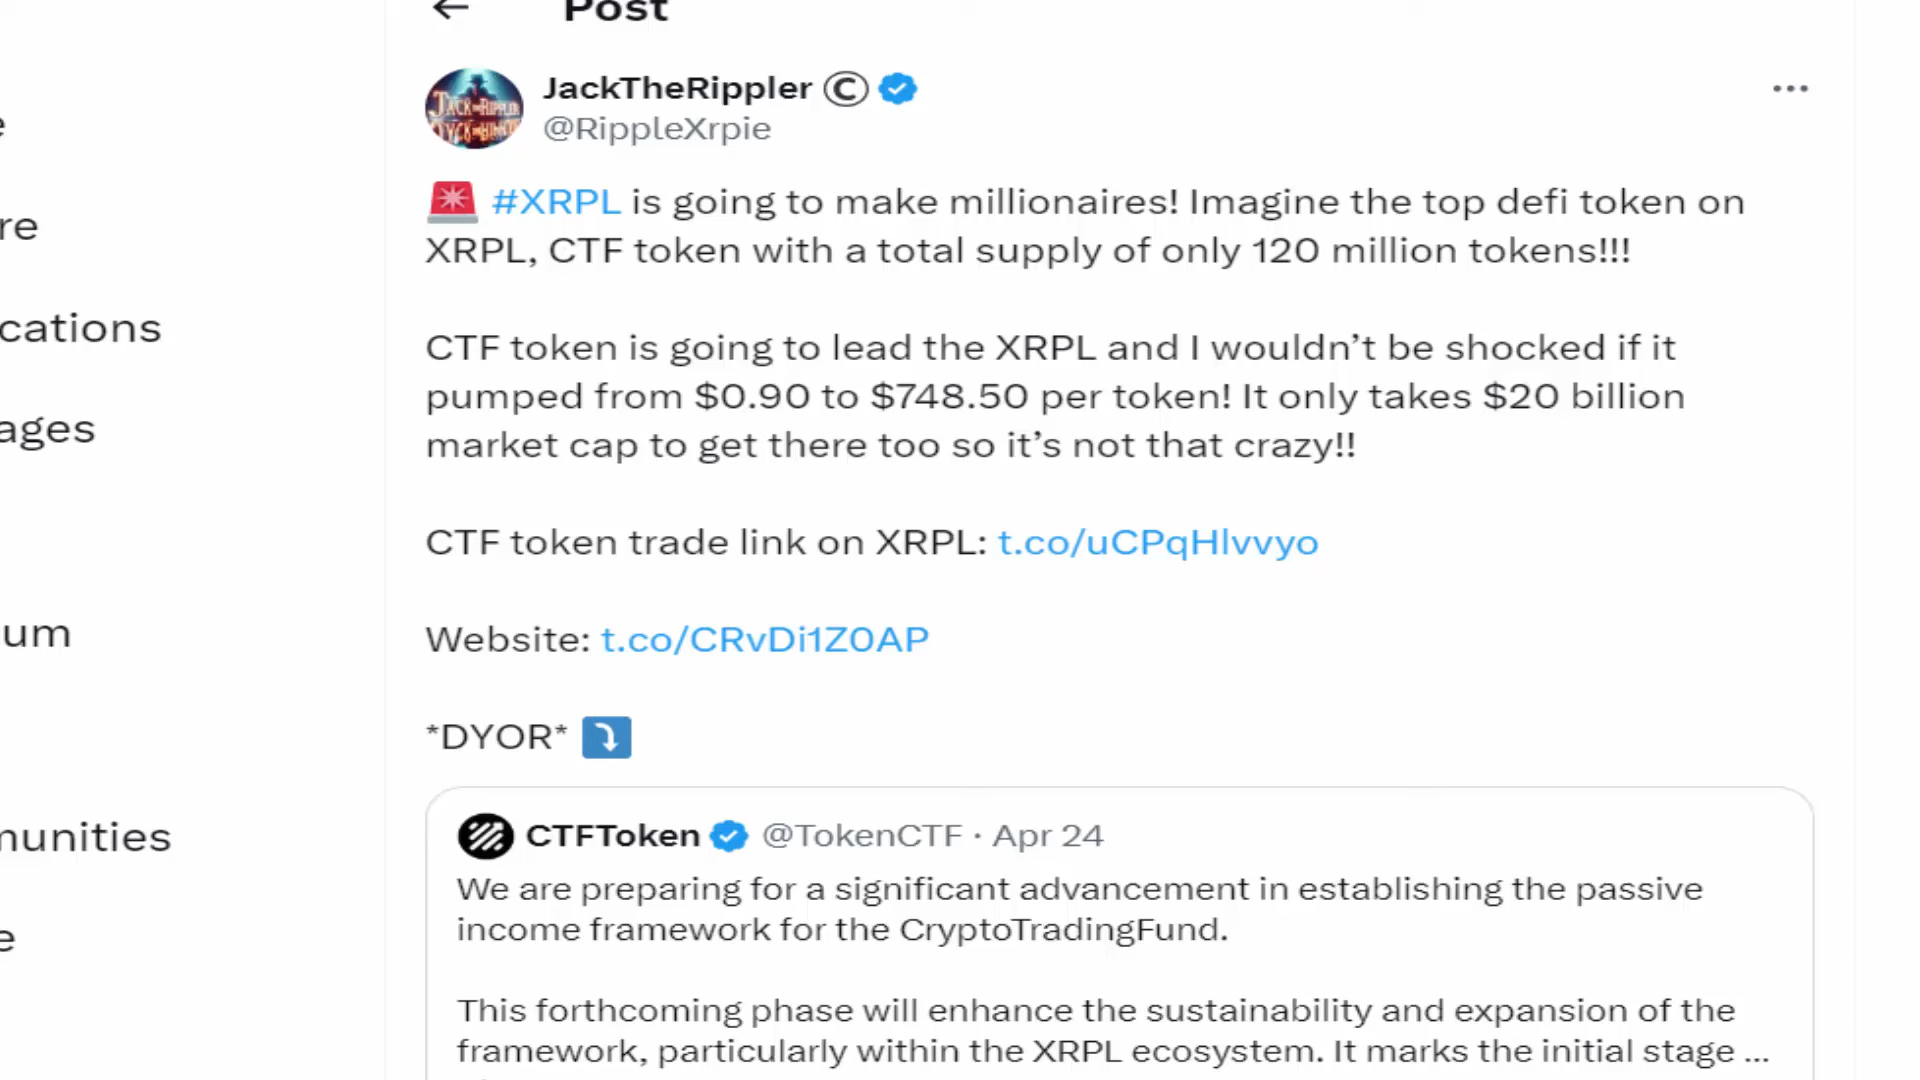 Post
JackTheRippler © 
@RippleXrpie
#XRPL is going to make millionaires! Imagine the top defi token on
XRPL, CTF token with a total supply of only 120 million tokens!!!
CTF token is going to lead the XRPL and I wouldn’t be shocked if it
pumped from $0.90 to $748.50 per token! It only takes $20 billion
market cap to get there too so it’s not that crazy!!
CTF token trade link on XRPL: t.co/uCPqHlvvyo
Website: t.co/CRvDi1Z0AP
*DYOR*
CTFToken @TokenCTF · Apr 24
We are preparing for a significant advancement in establishing the passive
income framework for the CryptoTradingFund.
This forthcoming phase will enhance the sustainability and expansion of the
framework, particularly within the XRPL ecosystem. It marks the initial stage ...
e
re
cations
ages
um
munities
e